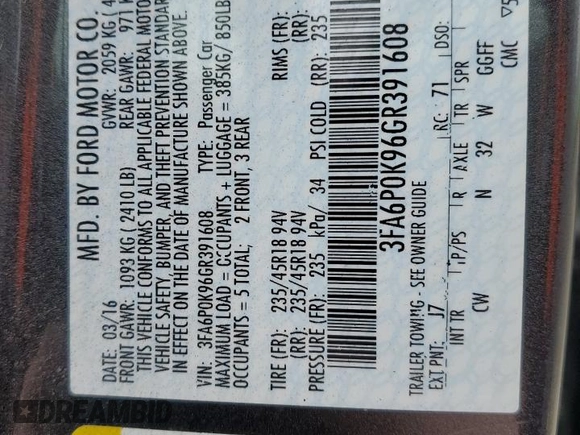 MFD. BY FORD MOTOR CO.
DATE: 03/16 GVWR: 2059 KG ( 4
FRONT GAWR: 1093 KG ( 2410 LB) REAR GAWR: 971 K
THIS VEHICLE CONFORMS TO ALL APPLICABLE FEDERAL MOTOR
VEHICLE SAFETY, BUMPER, AND THEFT PREVENTION STANDARD
IN EFFECT ON THE DATE OF MANUFACTURE SHOWN ABOVE.
VIN: 3FA6P0K96GR391608 TYPE: Passenger Car
MAXIMUM LOAD = OCCUPANTS + LUGGAGE = 385KG/ 850LB
OCCUPANTS = 5 TOTAL; 2 FRONT, 3 REAR
TIRE (FR): 235/45R18 94V RIMS (FR):
(RR): 235/45R18 94V (RR):
PRESSURE (FR): 235 kPa/ 34 PSI COLD (RR): 235
3FA6P0K96GR391608
TRAILER TOWING - SEE OWNER GUIDE
EXT PNT: J7 RC: 71 DSO:
INT TR TP/PS R AXLE TR SPR
CW N 32 W GGFF
CMC 5
DREAMBID